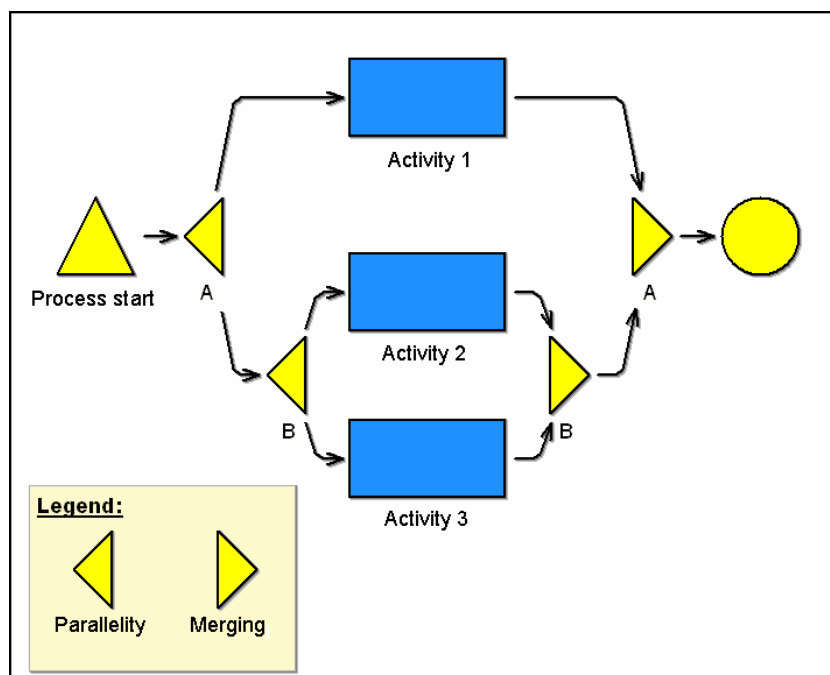 Activity 1
Process start
A
A
Activity 2
B
B
Activity 3
Legend:
Parallelity
Merging